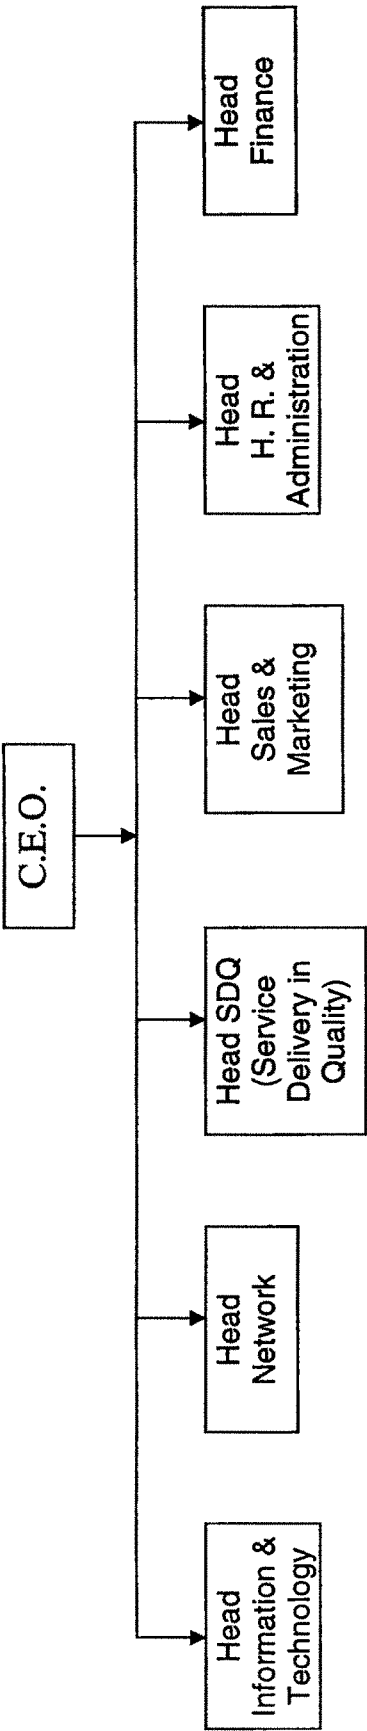 C.E.O.
Head
Information &
Technology
Head
Network
Head SDQ
(Service
Delivery in
Quality)
Head
Sales &
Marketing
Head
H. R. &
Administration
Head
Finance